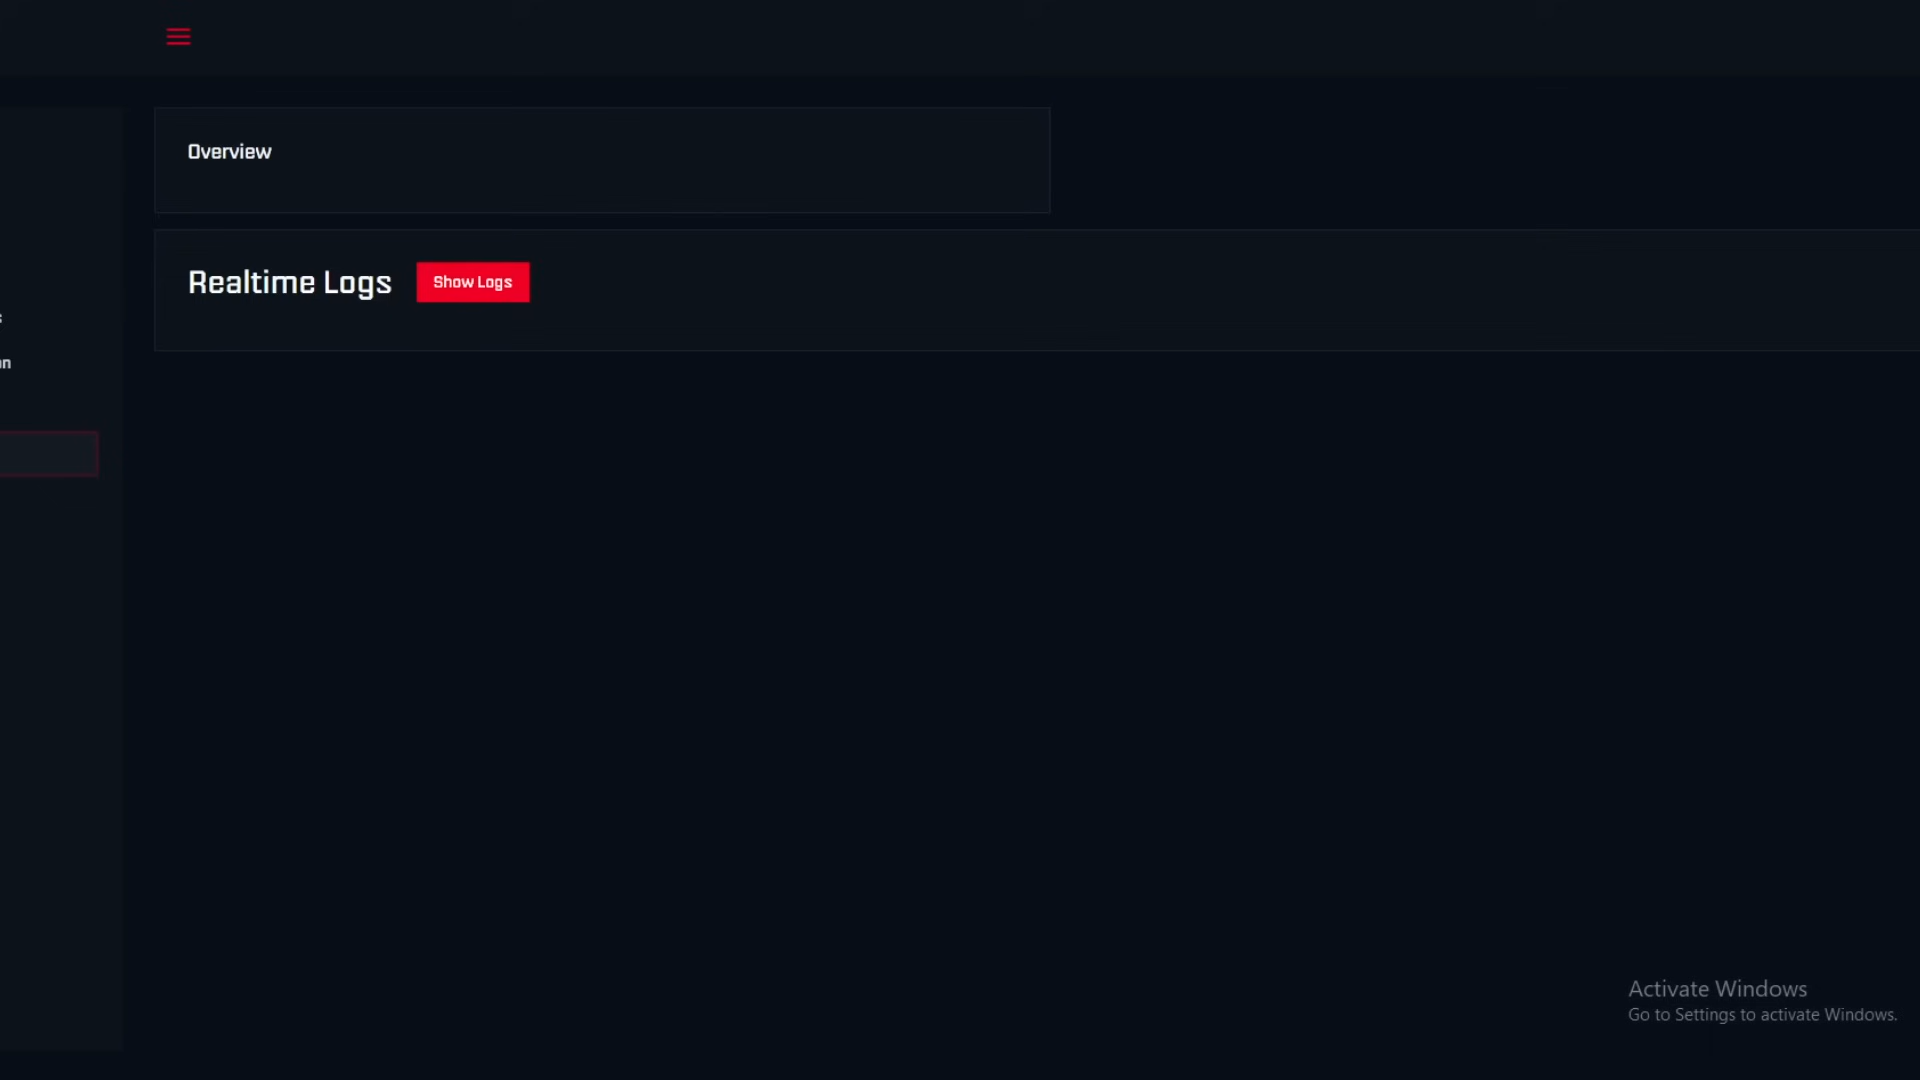 Overview
Realtime Logs
Show Logs
Activate Windows
Go to Settings to activate Windows.